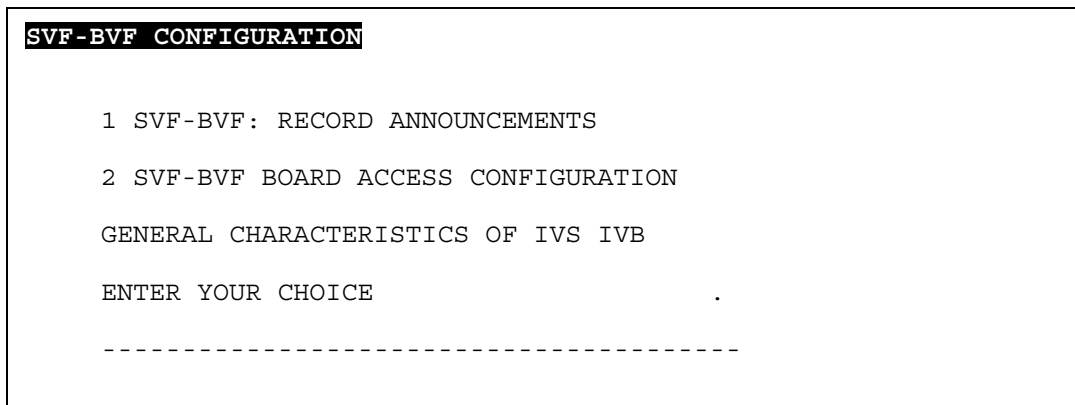 SVF-BVF CONFIGURATION
1 SVF-BVF: RECORD ANNOUNCEMENTS
2 SVF-BVF BOARD ACCESS CONFIGURATION
GENERAL CHARACTERISTICS OF IVS IVB
ENTER YOUR CHOICE .
----------------------------------------